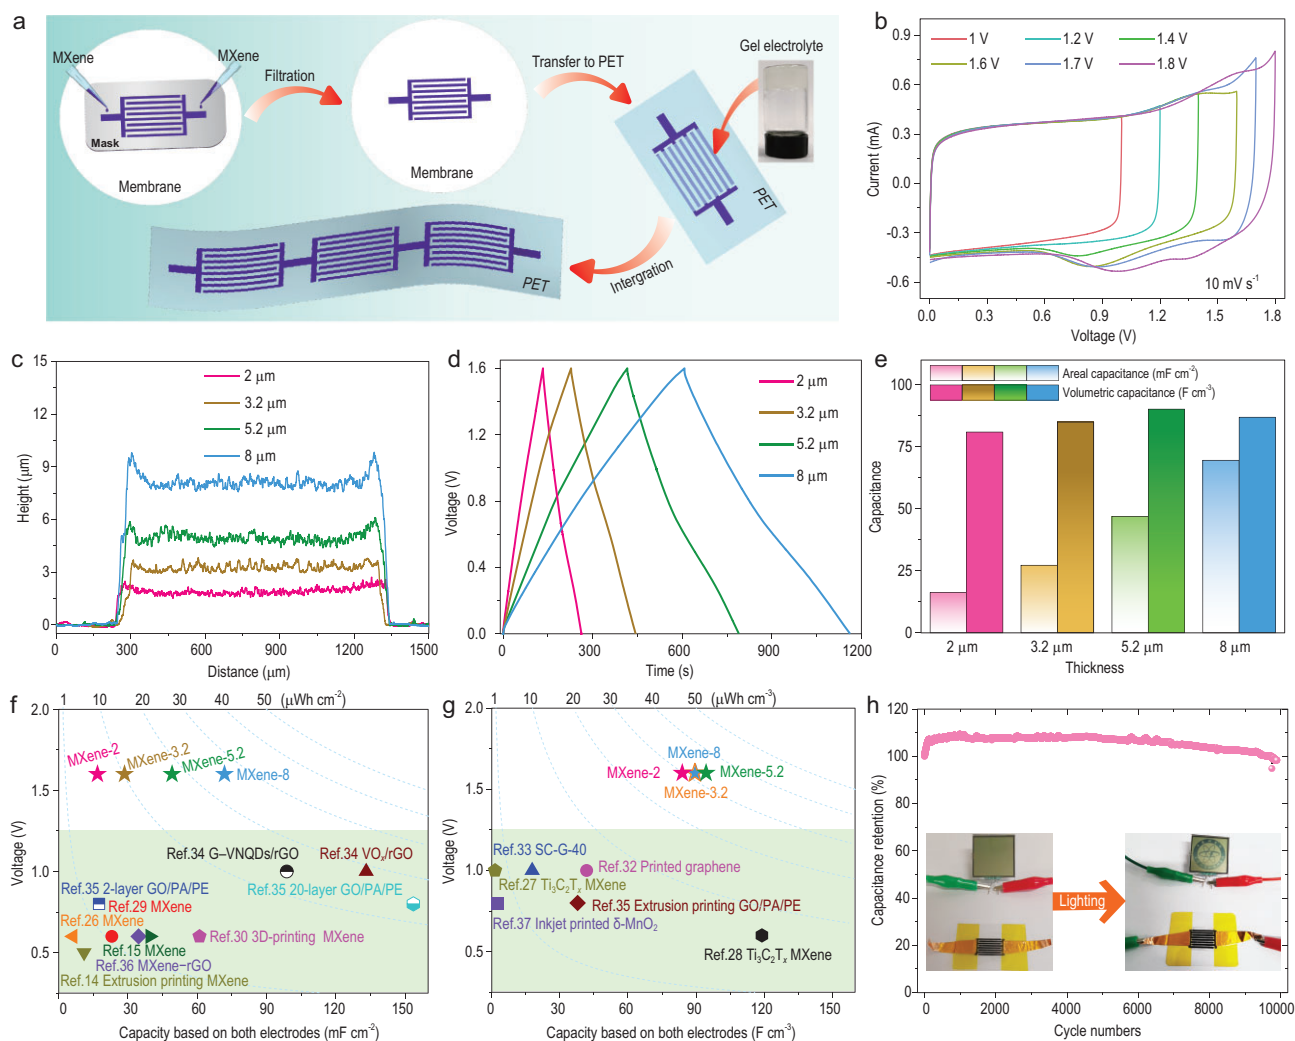 a
MXene
MXene
Mask
Membrane
Filtration
Membrane
Transfer to PET
Gel electrolyte
PET
Intergration
PET
b
1 V
1.2 V
1.4 V
1.6 V
1.7 V
1.8 V
Current (mA)
0.6
0.3
0.0
-0.3
-0.6
10 mV s⁻¹
0.0 0.3 0.6 0.9 1.2 1.5 1.8
Voltage (V)
c
Height (μm)
15
12
9
6
3
0
2 μm
3.2 μm
5.2 μm
8 μm
0 300 600 900 1200 1500
Distance (μm)
d
Voltage (V)
1.6
1.2
0.8
0.4
0.0
2 μm
3.2 μm
5.2 μm
8 μm
0 300 600 900 1200
Time (s)
e
Capacitance
100
75
50
25
0
Areal capacitance (mF cm⁻²)
Volumetric capacitance (F cm⁻³)
2 μm 3.2 μm 5.2 μm 8 μm
Thickness
f
1 10 20 30 40 50 (μWh cm⁻²)
Voltage (V)
2.0
1.5
1.0
0.5
MXene-2
MXene-3.2
MXene-5.2
MXene-8
Ref.34 G–VNQDs/rGO
Ref.34 VOₓ/rGO
Ref.35 2-layer GO/PA/PE
Ref.35 20-layer GO/PA/PE
Ref.29 MXene
Ref.26 MXene
Ref.30 3D-printing MXene
Ref.15 MXene
Ref.36 MXene–rGO
Ref.14 Extrusion printing MXene
0 30 60 90 120 150
Capacity based on both electrodes (mF cm⁻²)
g
1 10 20 30 40 50 (μWh cm⁻³)
Voltage (V)
2.0
1.5
1.0
0.5
MXene-8
MXene-2
MXene-5.2
MXene-3.2
Ref.33 SC-G-40
Ref.32 Printed graphene
Ref.27 Ti₃C₂Tₓ MXene
Ref.35 Extrusion printing GO/PA/PE
Ref.37 Inkjet printed δ-MnO₂
Ref.28 Ti₃C₂Tₓ MXene
0 30 60 90 120 150
Capacity based on both electrodes (F cm⁻³)
h
Capacitance retention (%)
120
100
80
60
40
20
0
Lighting
0 2000 4000 6000 8000 10000
Cycle numbers